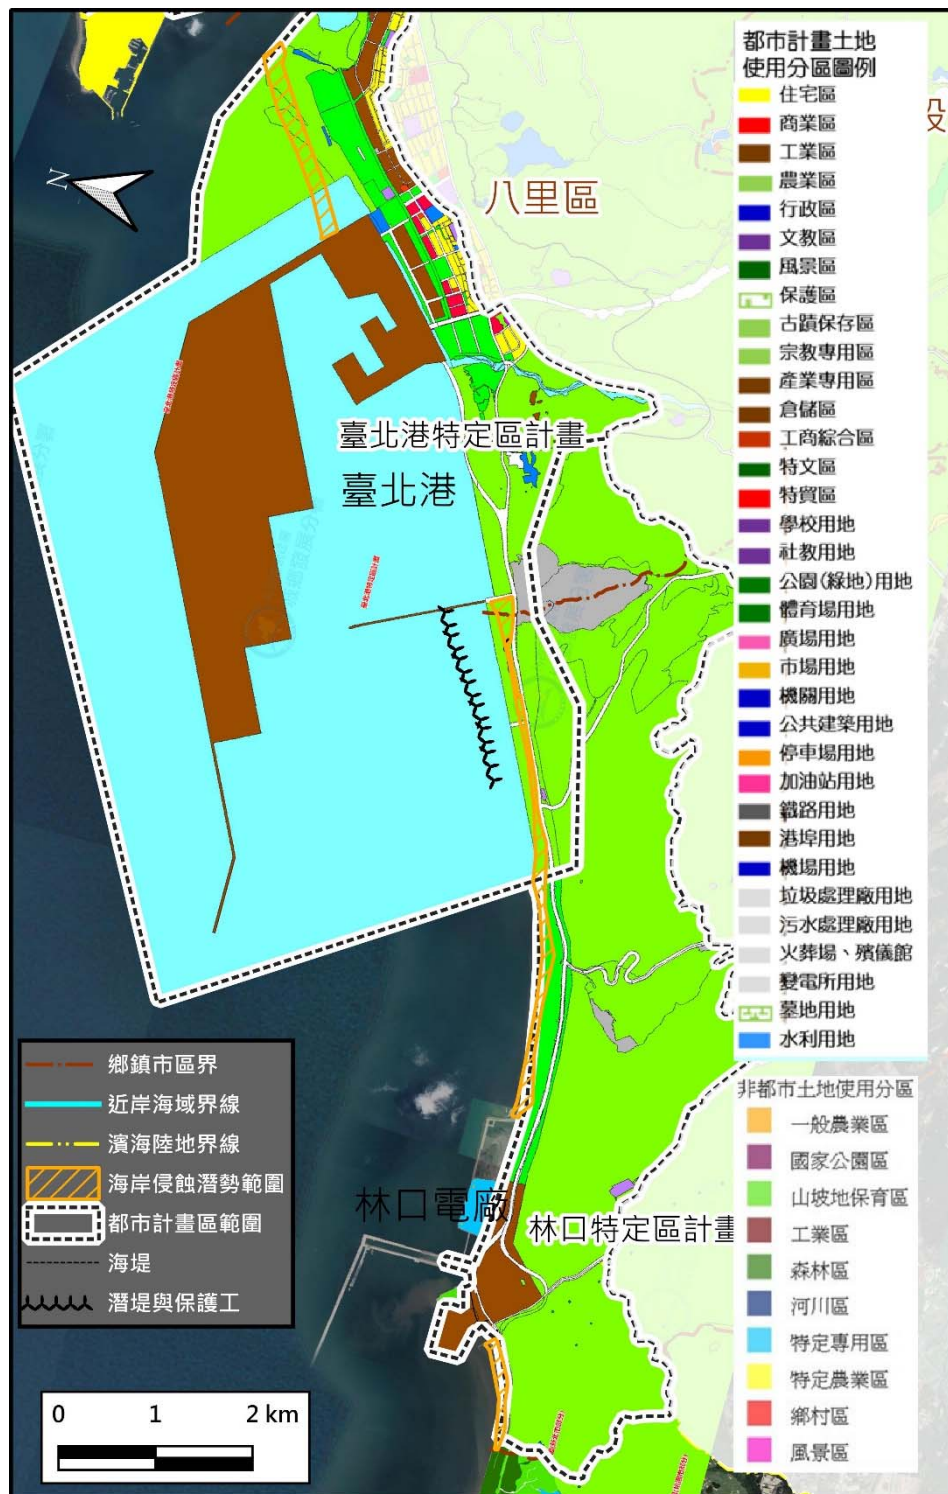 都市計畫土地
使用分區圖例
住宅區
商業區
工業區
農業區
行政區
文教區
風景區
保護區
古蹟保存區
宗教專用區
產業專用區
倉儲區
工商綜合區
特文區
特貿區
學校用地
社教用地
公園(綠地)用地
體育場用地
廣場用地
市場用地
機關用地
公共建築用地
停車場用地
加油站用地
鐵路用地
港埠用地
機場用地
垃圾處理廠用地
污水處理廠用地
火葬場、殯儀館
變電所用地
墓地用地
水利用地
非都市土地使用分區
一般農業區
國家公園區
山坡地保育區
工業區
森林區
河川區
特定專用區
特定農業區
鄉村區
風景區
N
八里區
臺北港特定區計畫
臺北港
臺北港特定區計畫
林口電廠
林口特定區計畫
鄉鎮市區界
近岸海域界線
濱海陸地界線
海岸侵蝕潛勢範圍
都市計畫區範圍
海堤
潛堤與保護工
0 1 2 km